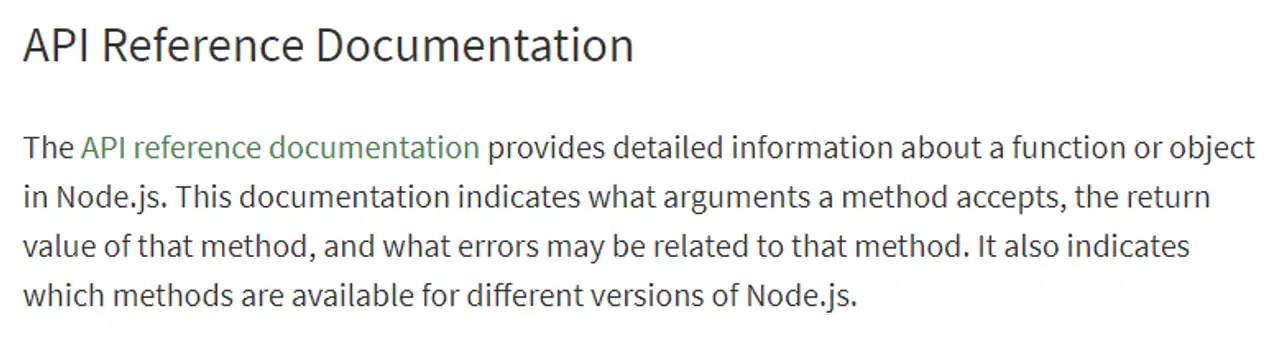 API Reference Documentation
The API reference documentation provides detailed information about a function or object
in Node.js. This documentation indicates what arguments a method accepts, the return
value of that method, and what errors may be related to that method. It also indicates
which methods are available for different versions of Node.js.